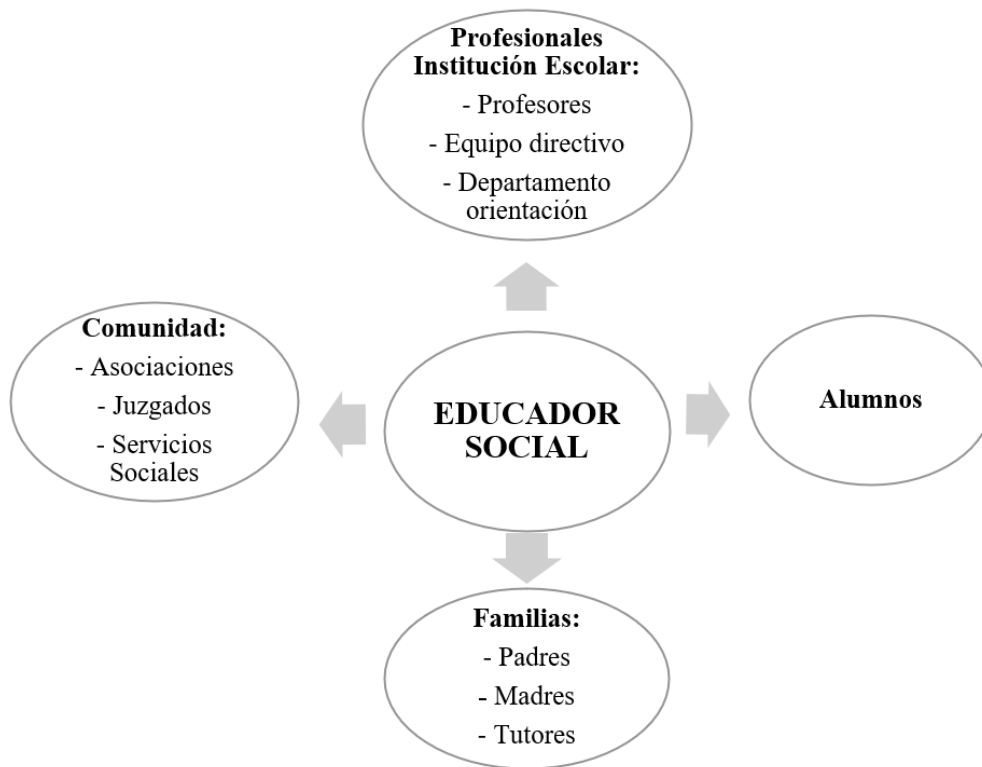 Profesionales
Institución Escolar:
- Profesores
- Equipo directivo
- Departamento
orientación
Comunidad:
- Asociaciones
- Juzgados
- Servicios
Sociales
EDUCADOR
SOCIAL
Alumnos
Familias:
- Padres
- Madres
- Tutores